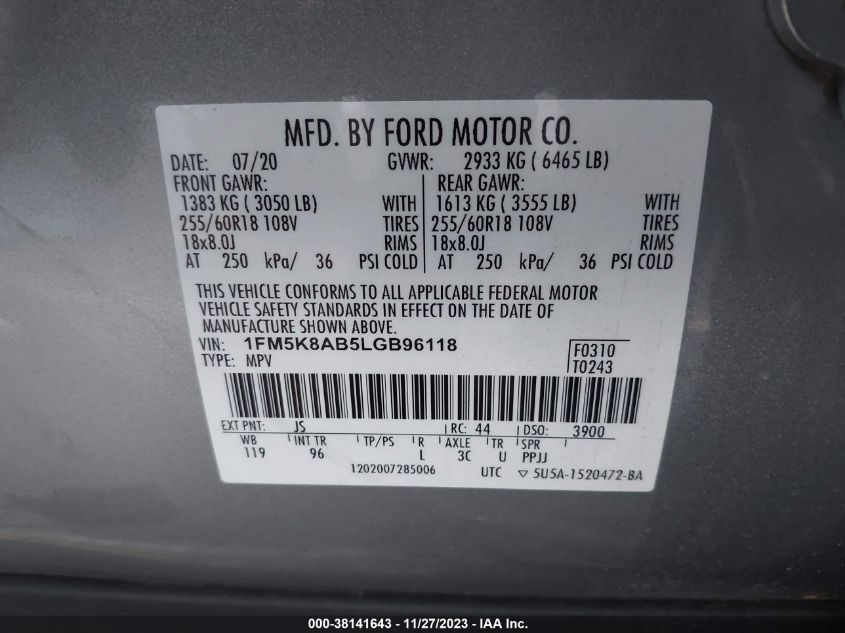 MFD. BY FORD MOTOR CO.
DATE: 07/20 GVWR: 2933 KG ( 6465 LB)
FRONT GAWR: REAR GAWR:
1383 KG ( 3050 LB) WITH 1613 KG ( 3555 LB) WITH
255/60R18 108V TIRES 255/60R18 108V TIRES
18x8.0J RIMS 18x8.0J RIMS
AT 250 kPa/ 36 PSI COLD AT 250 kPa/ 36 PSI COLD
THIS VEHICLE CONFORMS TO ALL APPLICABLE FEDERAL MOTOR
VEHICLE SAFETY STANDARDS IN EFFECT ON THE DATE OF
MANUFACTURE SHOWN ABOVE.
VIN: 1FM5K8AB5LGB96118 F0310
TYPE: MPV T0243
EXT PNT: JS RC: 44 DSO: 3900
WB INT TR TP/PS R AXLE TR SPR
119 96 L 3C U PPJJ
1202007285006 UTC ▽ 5U5A-1520472-BA
000-38141643 - 11/27/2023 - IAA Inc.